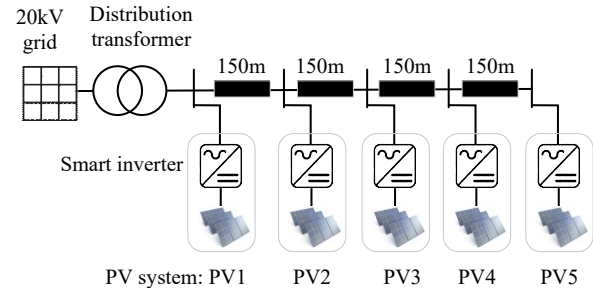 20kV
grid
Distribution
transformer
150m
150m
150m
150m
Smart inverter
PV system: PV1
PV2
PV3
PV4
PV5